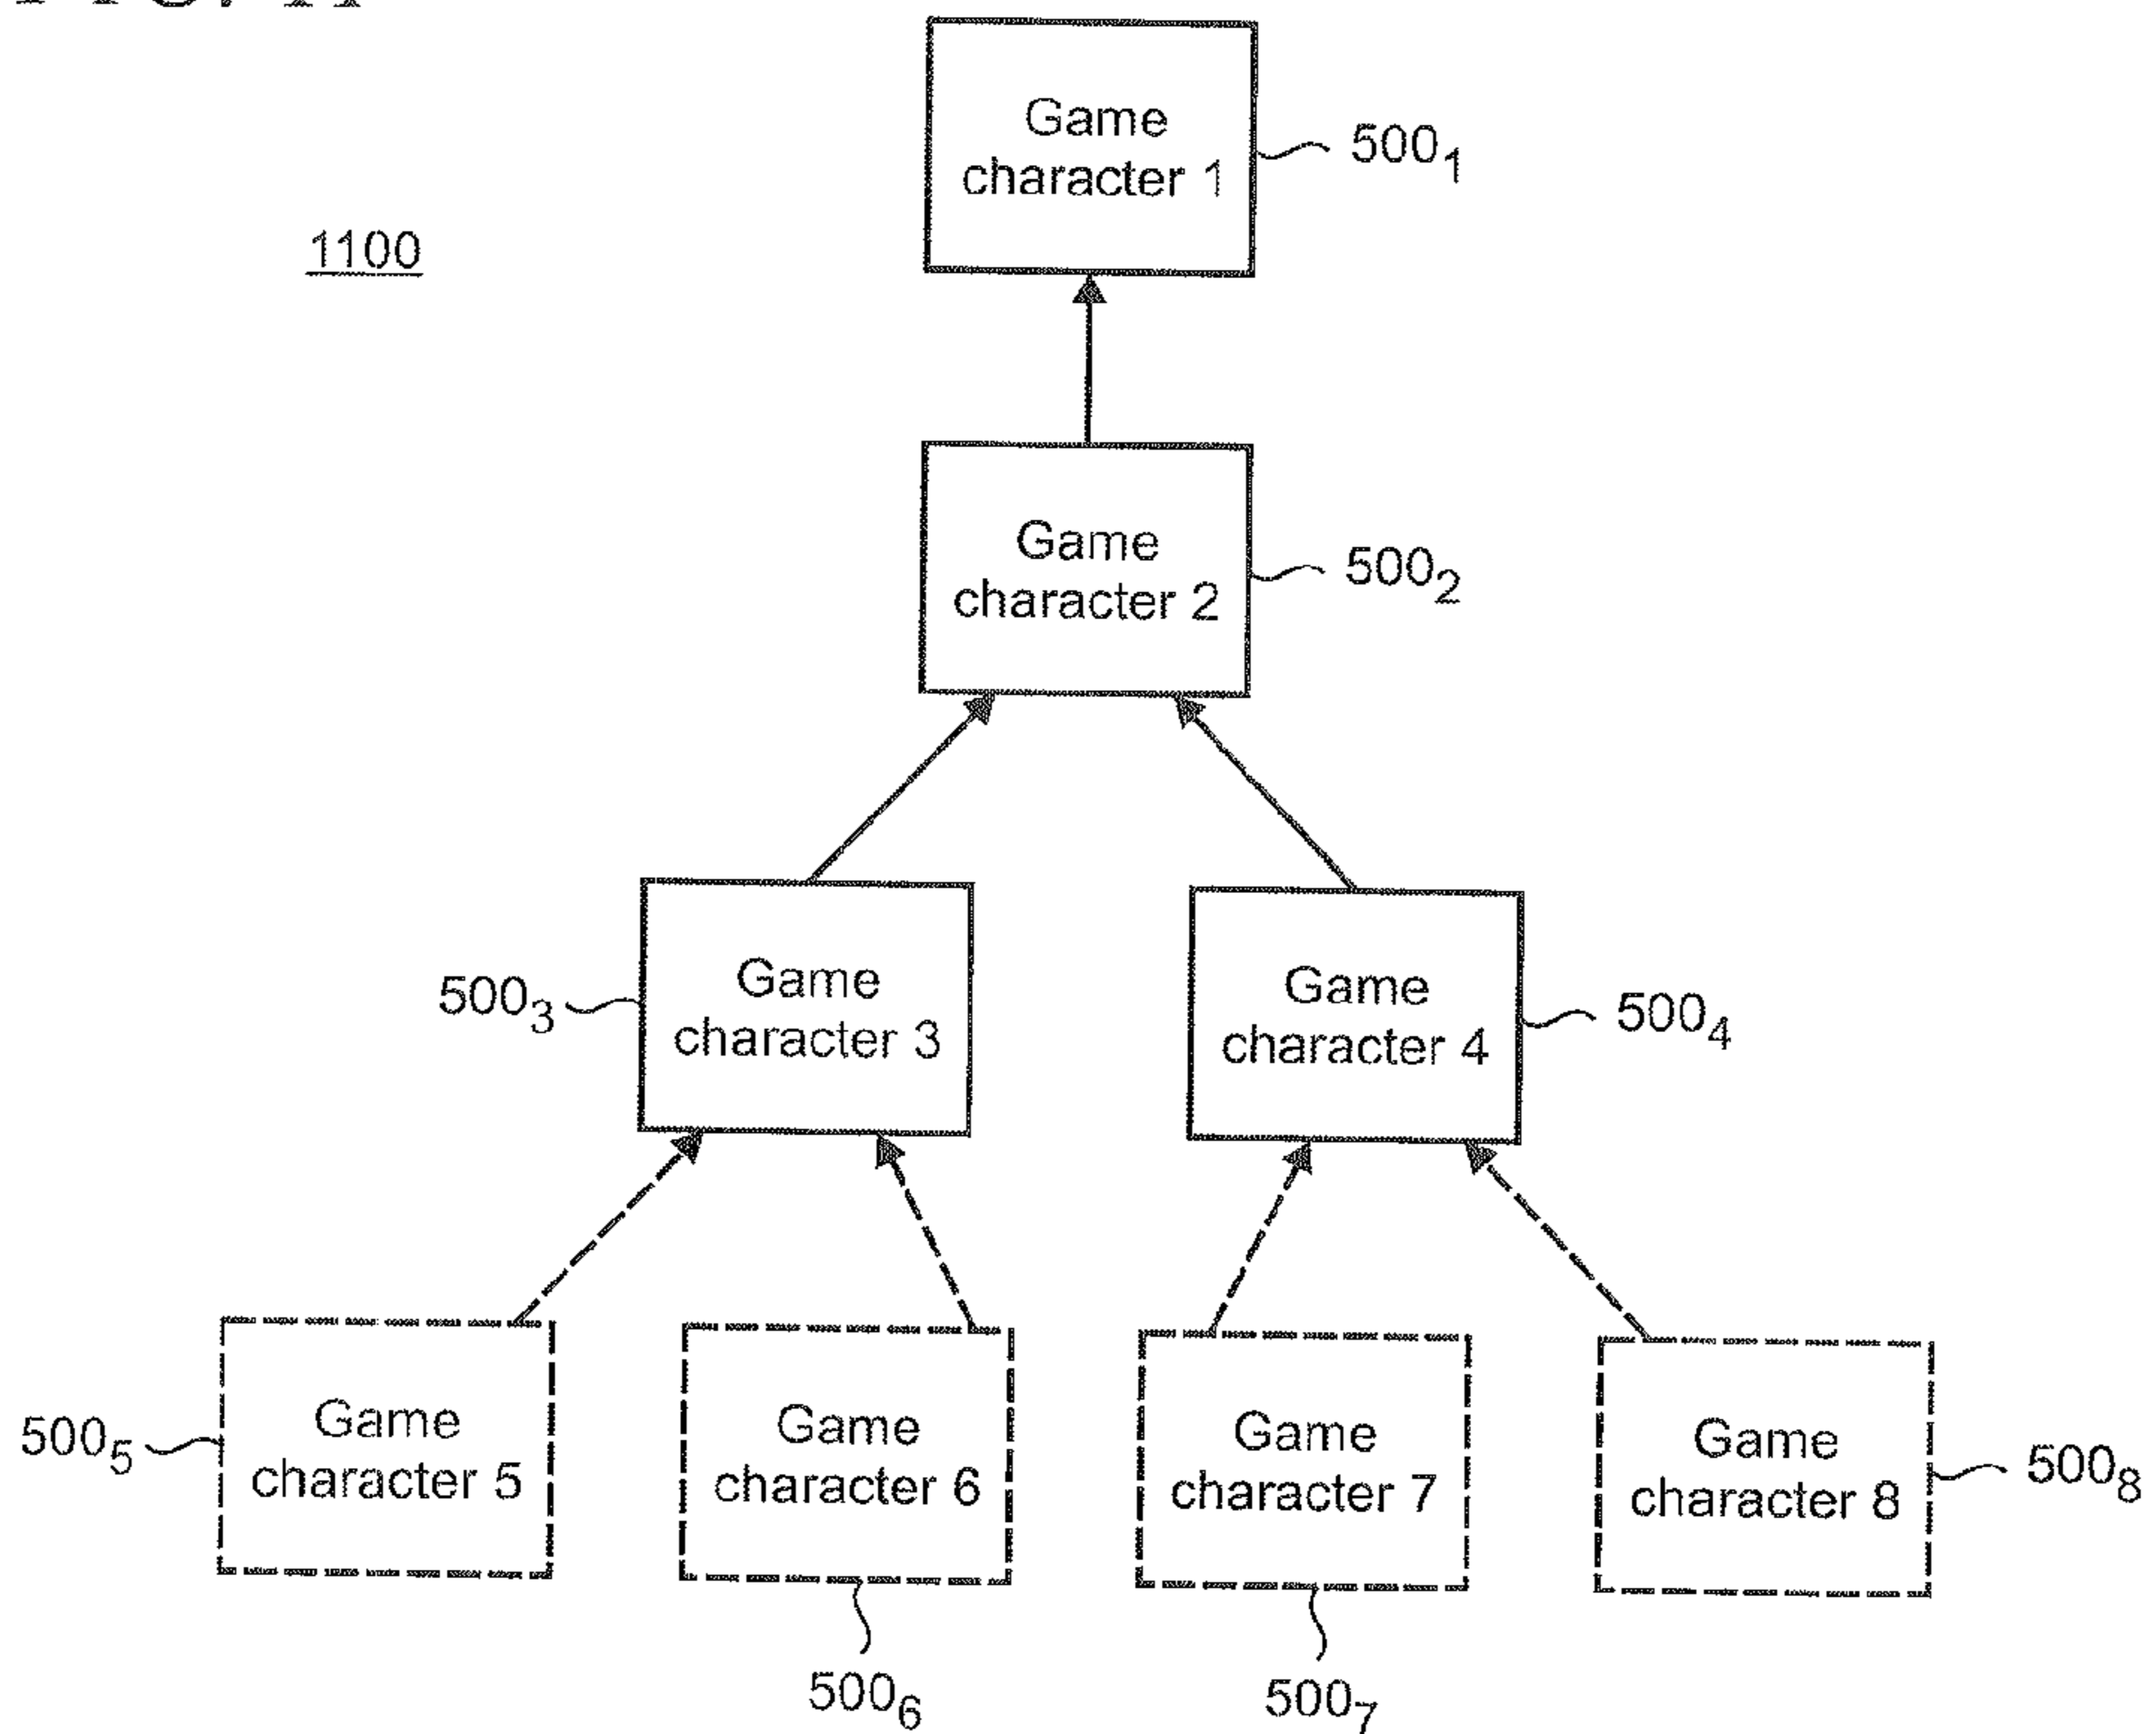 Game
character 1
500₁
1100
Game
character 2
500₂
Game
character 3
500₃
Game
character 4
500₄
Game
character 5
500₅
Game
character 6
500₆
Game
character 7
500₇
Game
character 8
500₈